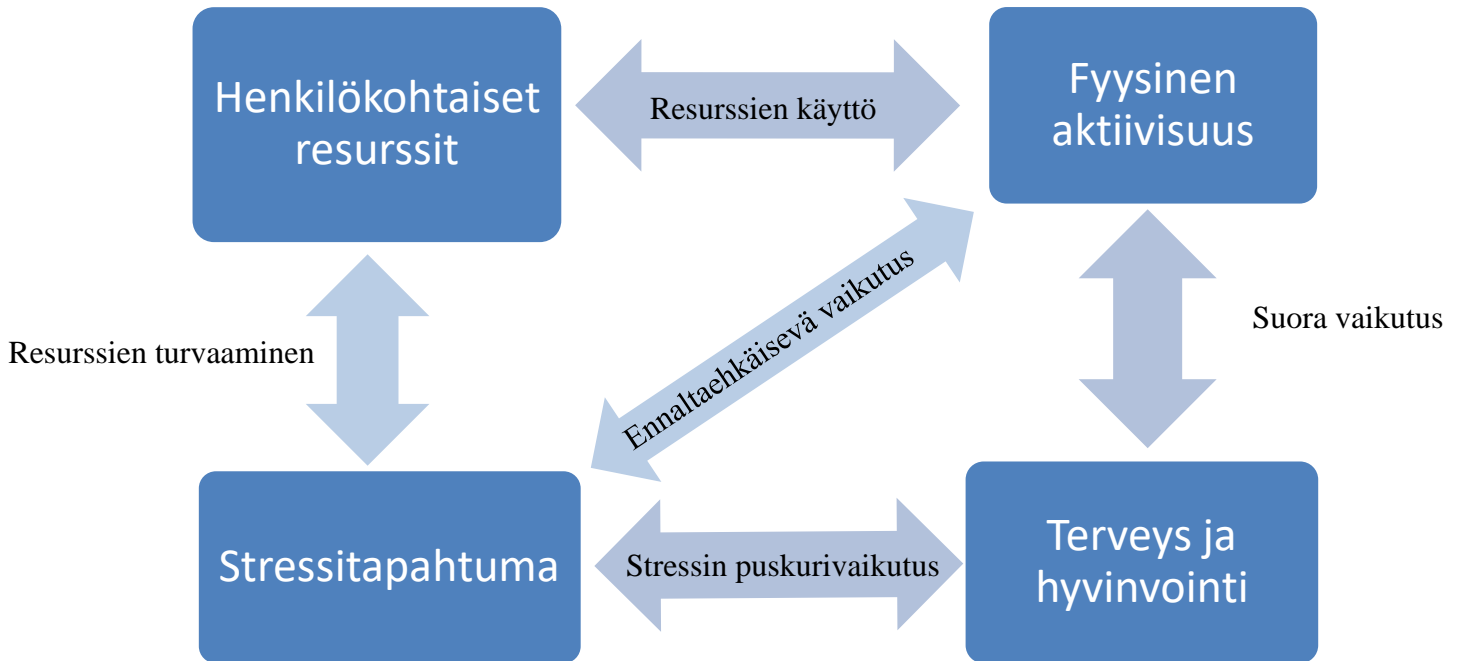 Henkilökohtaiset
resurssit
Resurssien käyttö
Fyysinen
aktiivisuus
Resurssien turvaaminen
Ennaltaehkäisevä vaikutus
Suora vaikutus
Stressitapahtuma
Stressin puskurivaikutus
Terveys ja
hyvinvointi